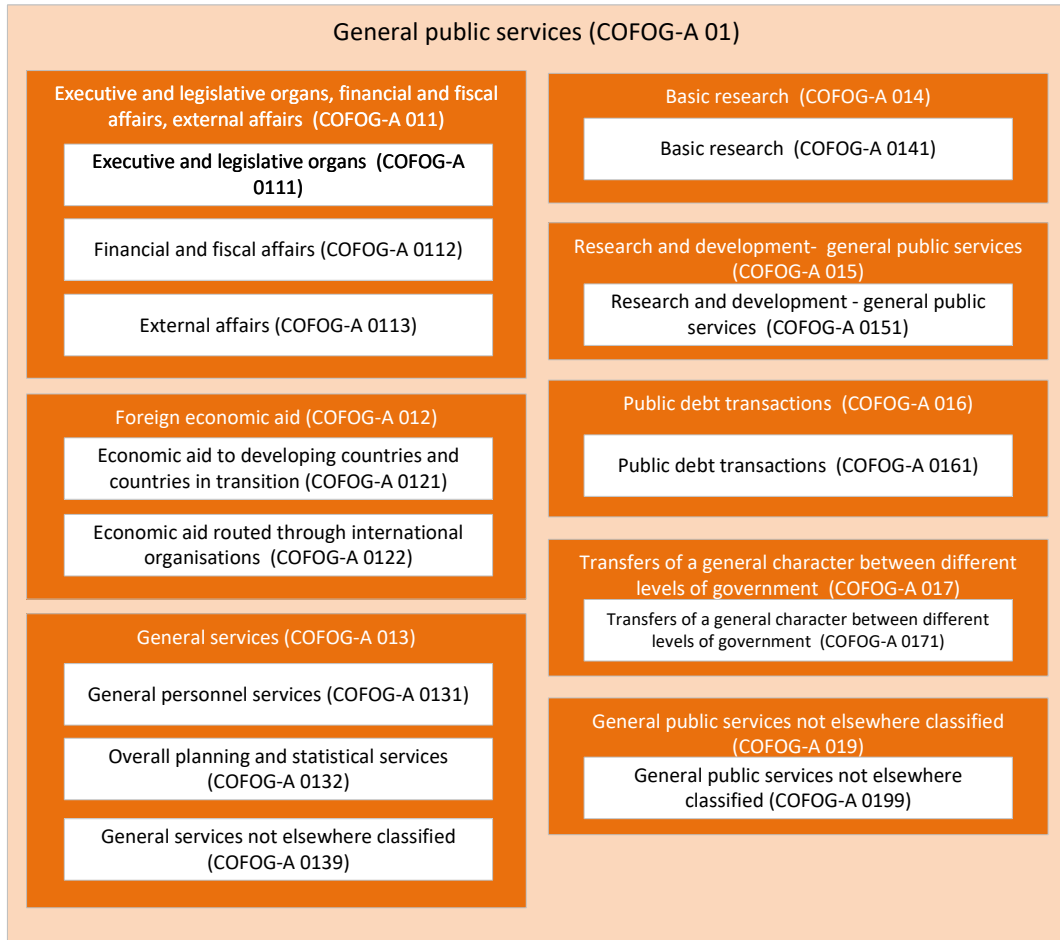 General public services (COFOG-A 01)
Executive and legislative organs, financial and fiscal
affairs, external affairs (COFOG-A 011)
Executive and legislative organs (COFOG-A
0111)
Financial and fiscal affairs (COFOG-A 0112)
External affairs (COFOG-A 0113)
Foreign economic aid (COFOG-A 012)
Economic aid to developing countries and
countries in transition (COFOG-A 0121)
Economic aid routed through international
organisations (COFOG-A 0122)
General services (COFOG-A 013)
General personnel services (COFOG-A 0131)
Overall planning and statistical services
(COFOG-A 0132)
General services not elsewhere classified
(COFOG-A 0139)
Basic research (COFOG-A 014)
Basic research (COFOG-A 0141)
Research and development- general public services
(COFOG-A 015)
Research and development - general public
services (COFOG-A 0151)
Public debt transactions (COFOG-A 016)
Public debt transactions (COFOG-A 0161)
Transfers of a general character between different
levels of government (COFOG-A 017)
Transfers of a general character between different
levels of government (COFOG-A 0171)
General public services not elsewhere classified
(COFOG-A 019)
General public services not elsewhere
classified (COFOG-A 0199)